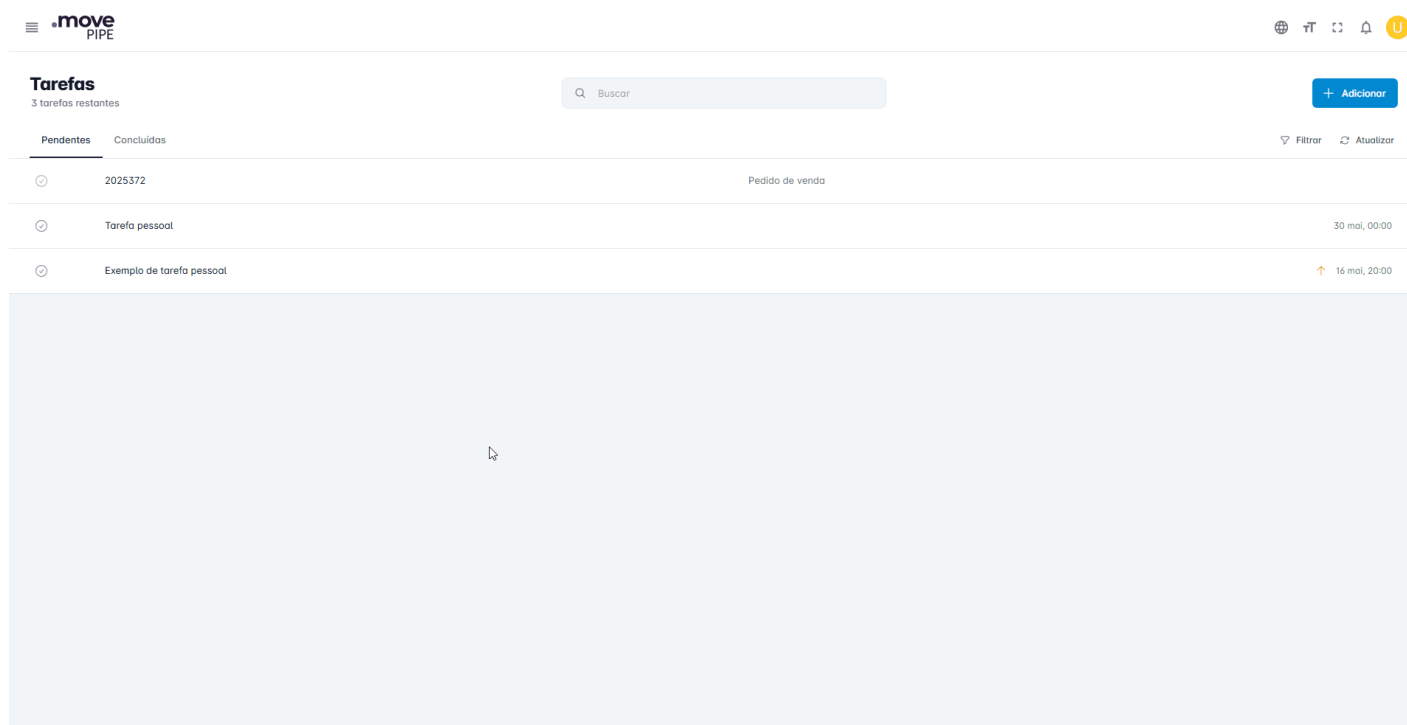 .move
PIPE
U
Tarefas
3 tarefas restantes
Buscar
Adicionar
Pendentes Concluídas Filtrar Atualizar
2025372 Pedido de venda
Tarefa pessoal 30 mai, 00:00
Exemplo de tarefa pessoal 16 mai, 20:00